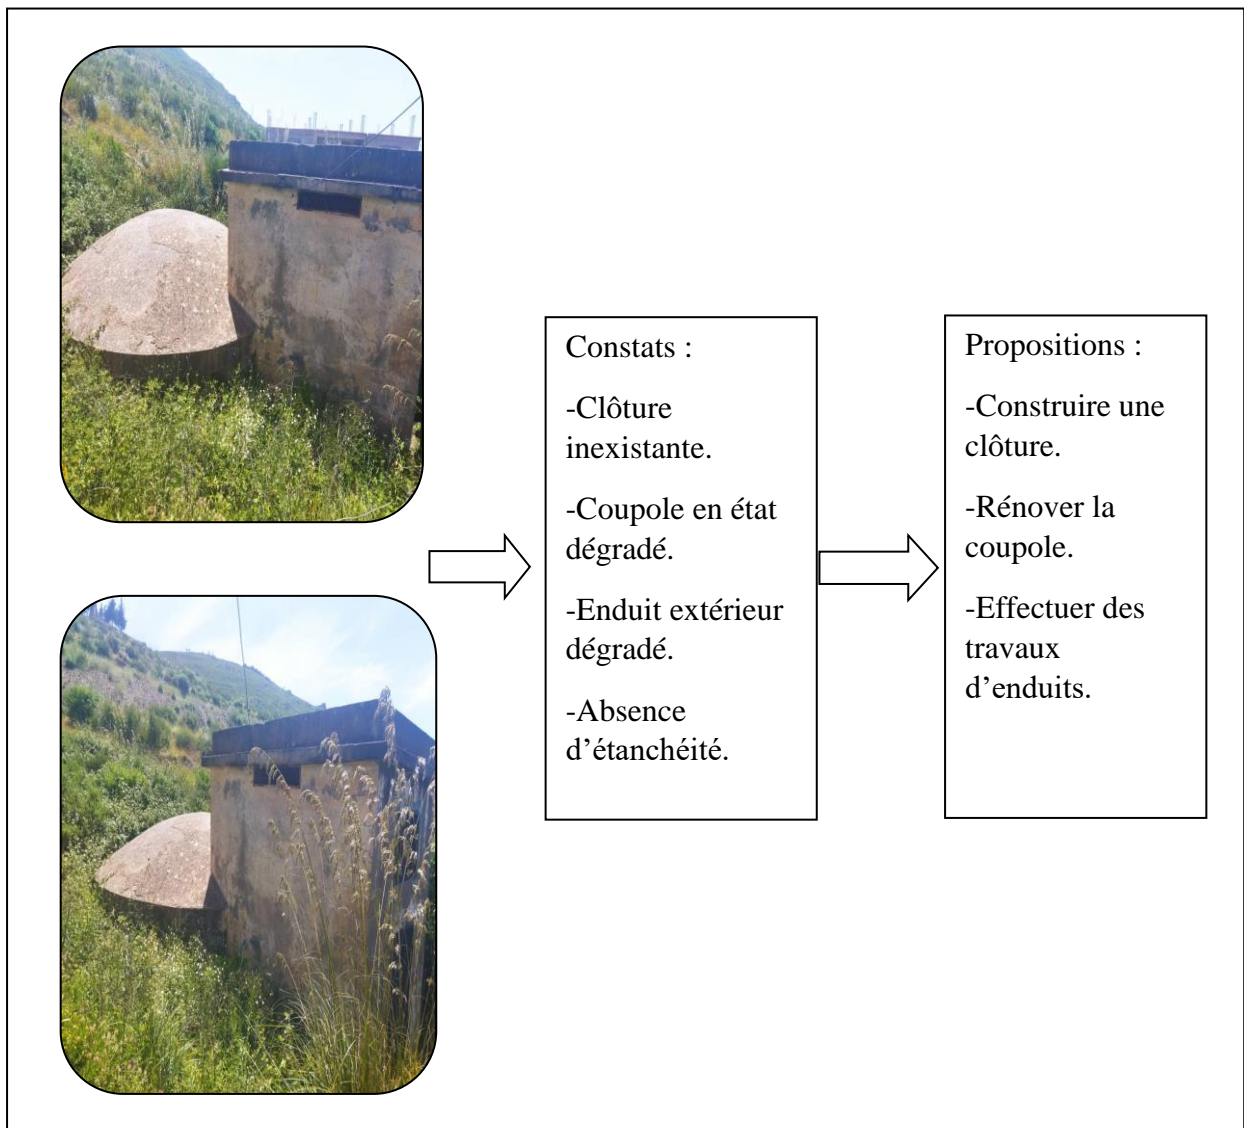 Constats :
-Clôture
inexistante.
-Coupole en état
dégradé.
-Enduit extérieur
dégradé.
-Absence
d’étanchéité.
Propositions :
-Construire une
clôture.
-Rénover la
coupole.
-Effectuer des
travaux
d’enduits.